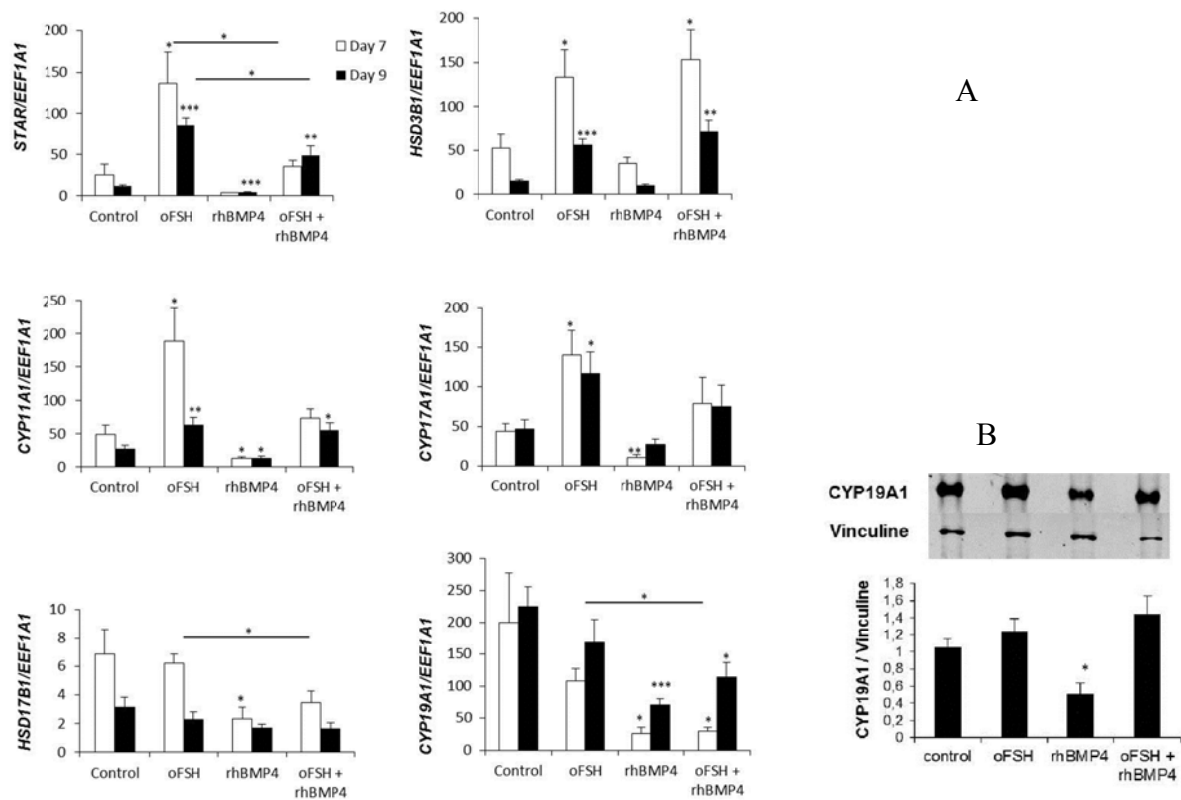 STAR/EEF1A1
200
150
100
50
0
*
***
***
**
*
*
Control
oFSH
rhBMP4
oFSH +
rhBMP4
Day 7
Day 9
HSD3B1/EEF1A1
200
150
100
50
0
*
***
*
**
Control
oFSH
rhBMP4
oFSH +
rhBMP4
A
CYP11A1/EEF1A1
250
200
150
100
50
0
*
**
*
*
*
Control
oFSH
rhBMP4
oFSH +
rhBMP4
CYP17A1/EEF1A1
200
150
100
50
0
*
*
**
Control
oFSH
rhBMP4
oFSH +
rhBMP4
B
CYP19A1
Vinculine
HSD17B1/EEF1A1
10
8
6
4
2
0
*
*
Control
oFSH
rhBMP4
oFSH +
rhBMP4
CYP19A1/EEF1A1
300
250
200
150
100
50
0
*
*
***
*
*
Control
oFSH
rhBMP4
oFSH +
rhBMP4
CYP19A1 / Vinculine
1,8
1,6
1,4
1,2
1
0,8
0,6
0,4
0,2
0
*
control
oFSH
rhBMP4
oFSH +
rhBMP4